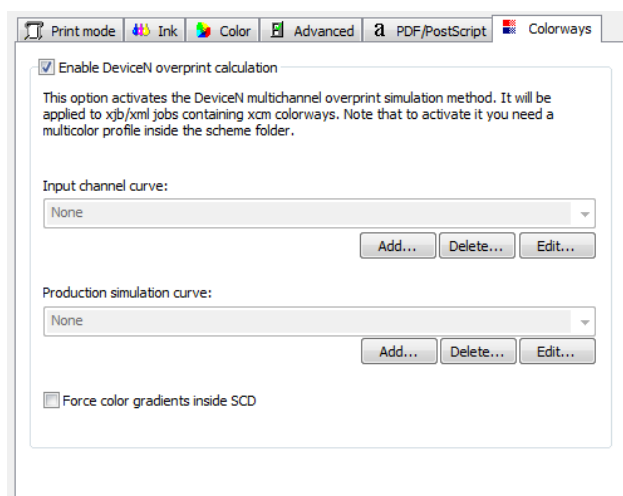 Print mode Ink Color Advanced a PDF/PostScript Colorways
Enable DeviceN overprint calculation
This option activates the DeviceN multichannel overprint simulation method. It will be
applied to xjb/xml jobs containing xcm colorways. Note that to activate it you need a
multicolor profile inside the scheme folder.
Input channel curve:
None
Add... Delete... Edit...
Production simulation curve:
None
Add... Delete... Edit...
Force color gradients inside SCD